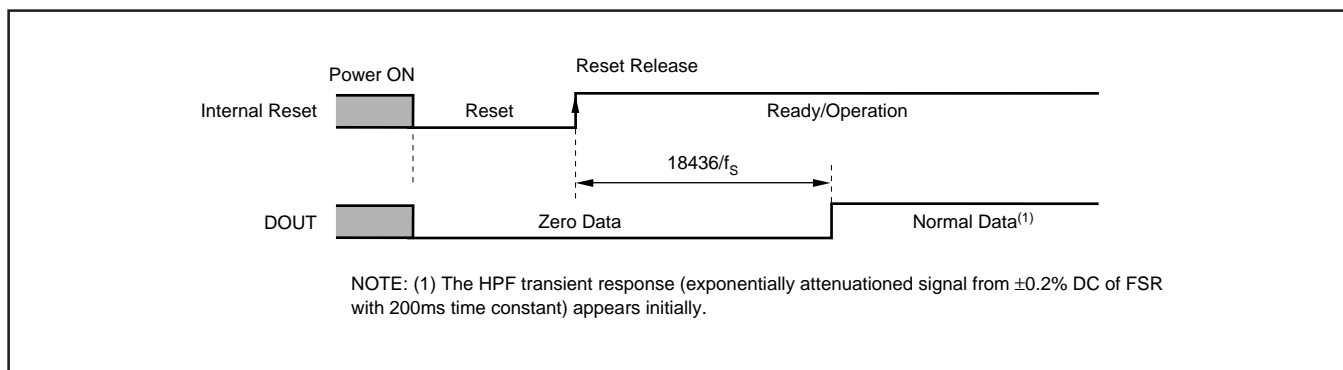 Power ON
Reset Release
Internal Reset
Reset
Ready/Operation
18436/fS
DOUT
Zero Data
Normal Data(1)
NOTE: (1) The HPF transient response (exponentially attenuationed signal from ±0.2% DC of FSR
with 200ms time constant) appears initially.